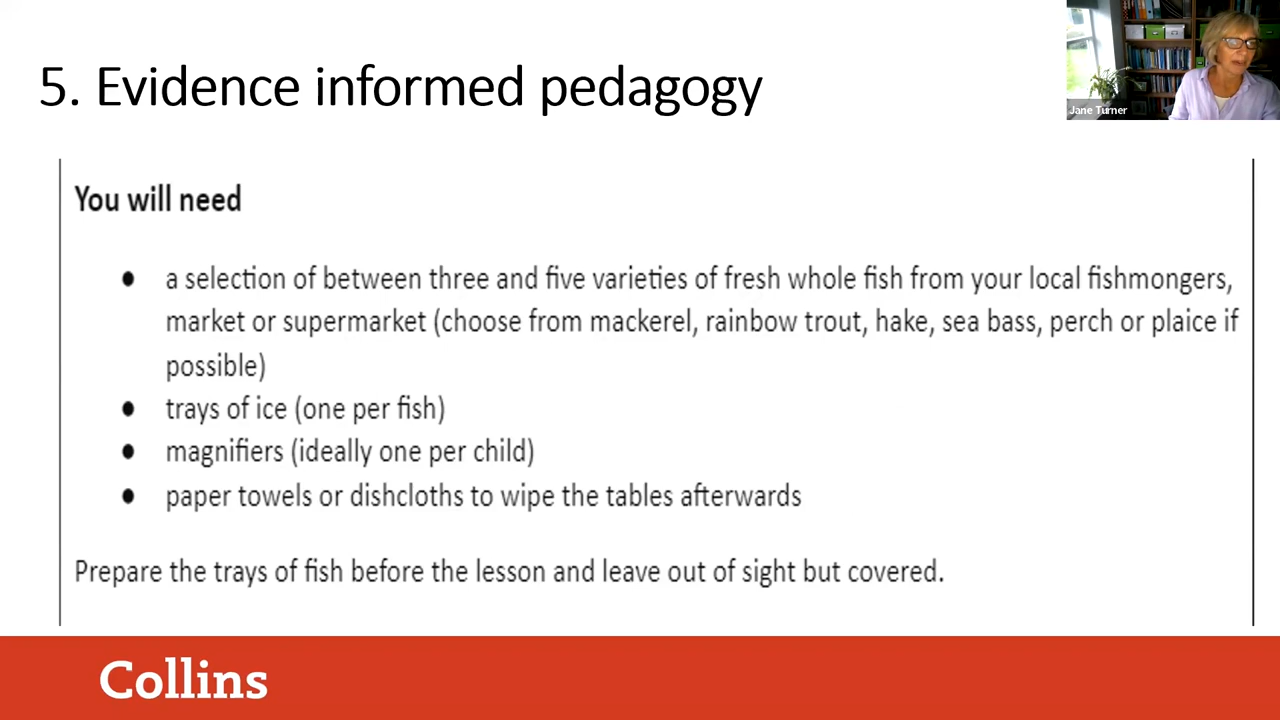 5. Evidence informed pedagogy
Jane Turner
You will need
● a selection of between three and five varieties of fresh whole fish from your local fishmongers,
market or supermarket (choose from mackerel, rainbow trout, hake, sea bass, perch or plaice if
possible)
● trays of ice (one per fish)
● magnifiers (ideally one per child)
● paper towels or dishcloths to wipe the tables afterwards
Prepare the trays of fish before the lesson and leave out of sight but covered.
Collins